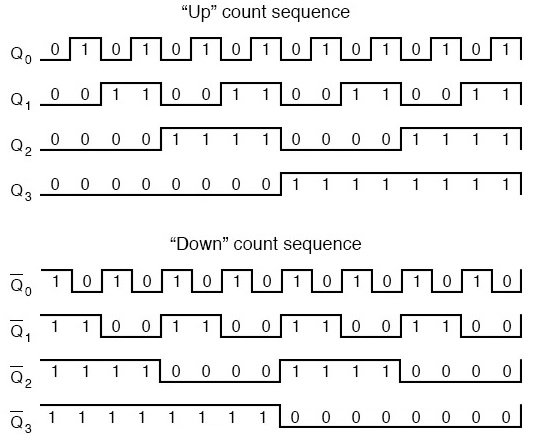 “Up” count sequence
Q0 0 1 0 1 0 1 0 1 0 1 0 1 0 1 0 1
Q1 0 0 1 1 0 0 1 1 0 0 1 1 0 0 1 1
Q2 0 0 0 0 1 1 1 1 0 0 0 0 1 1 1 1
Q3 0 0 0 0 0 0 0 0 1 1 1 1 1 1 1 1
“Down” count sequence
Q̅0 1 0 1 0 1 0 1 0 1 0 1 0 1 0 1 0
Q̅1 1 1 0 0 1 1 0 0 1 1 0 0 1 1 0 0
Q̅2 1 1 1 1 0 0 0 0 1 1 1 1 0 0 0 0
Q̅3 1 1 1 1 1 1 1 1 0 0 0 0 0 0 0 0